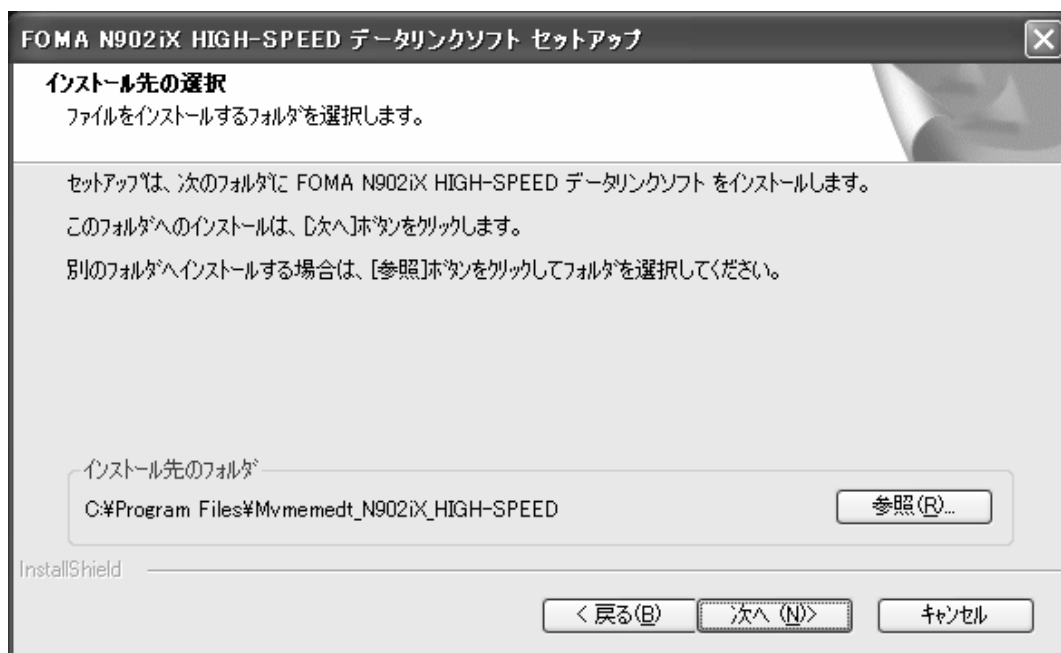 FOMA N902iX HIGH-SPEED データリンクソフト セットアップ
インストール先の選択
ファイルをインストールするフォルダを選択します。
セットアップは、次のフォルダに FOMA N902iX HIGH-SPEED データリンクソフト をインストールします。
このフォルダへのインストールは、[次へ]ボタンをクリックします。
別のフォルダへインストールする場合は、[参照]ボタンをクリックしてフォルダを選択してください。
インストール先のフォルダ
C:¥Program Files¥Mvmemedt_N902iX_HIGH-SPEED
参照(R)...
InstallShield
< 戻る(B)
次へ (N)>
キャンセル